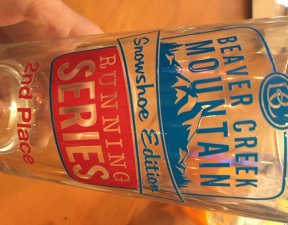 BEAVER CREEK
MOUNTAIN
Snowshoe Edition
RUNNING
SERIES
2nd Place